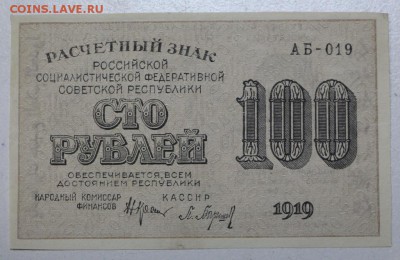 COINS.LAVE.RU
РАСЧЕТНЫЙ ЗНАК
РОССИЙСКОЙ
СОЦИАЛИСТИЧЕСКОЙ ФЕДЕРАТИВНОЙ
СОВЕТСКОЙ РЕСПУБЛИКИ
АБ-019
СТО
РУБЛЕЙ
100
ОБЕСПЕЧИВАЕТСЯ ВСЕМ
ДОСТОЯНИЕМ РЕСПУБЛИКИ
НАРОДНЫЙ КОМИССАР
ФИНАНСОВ
КАССИР
1919